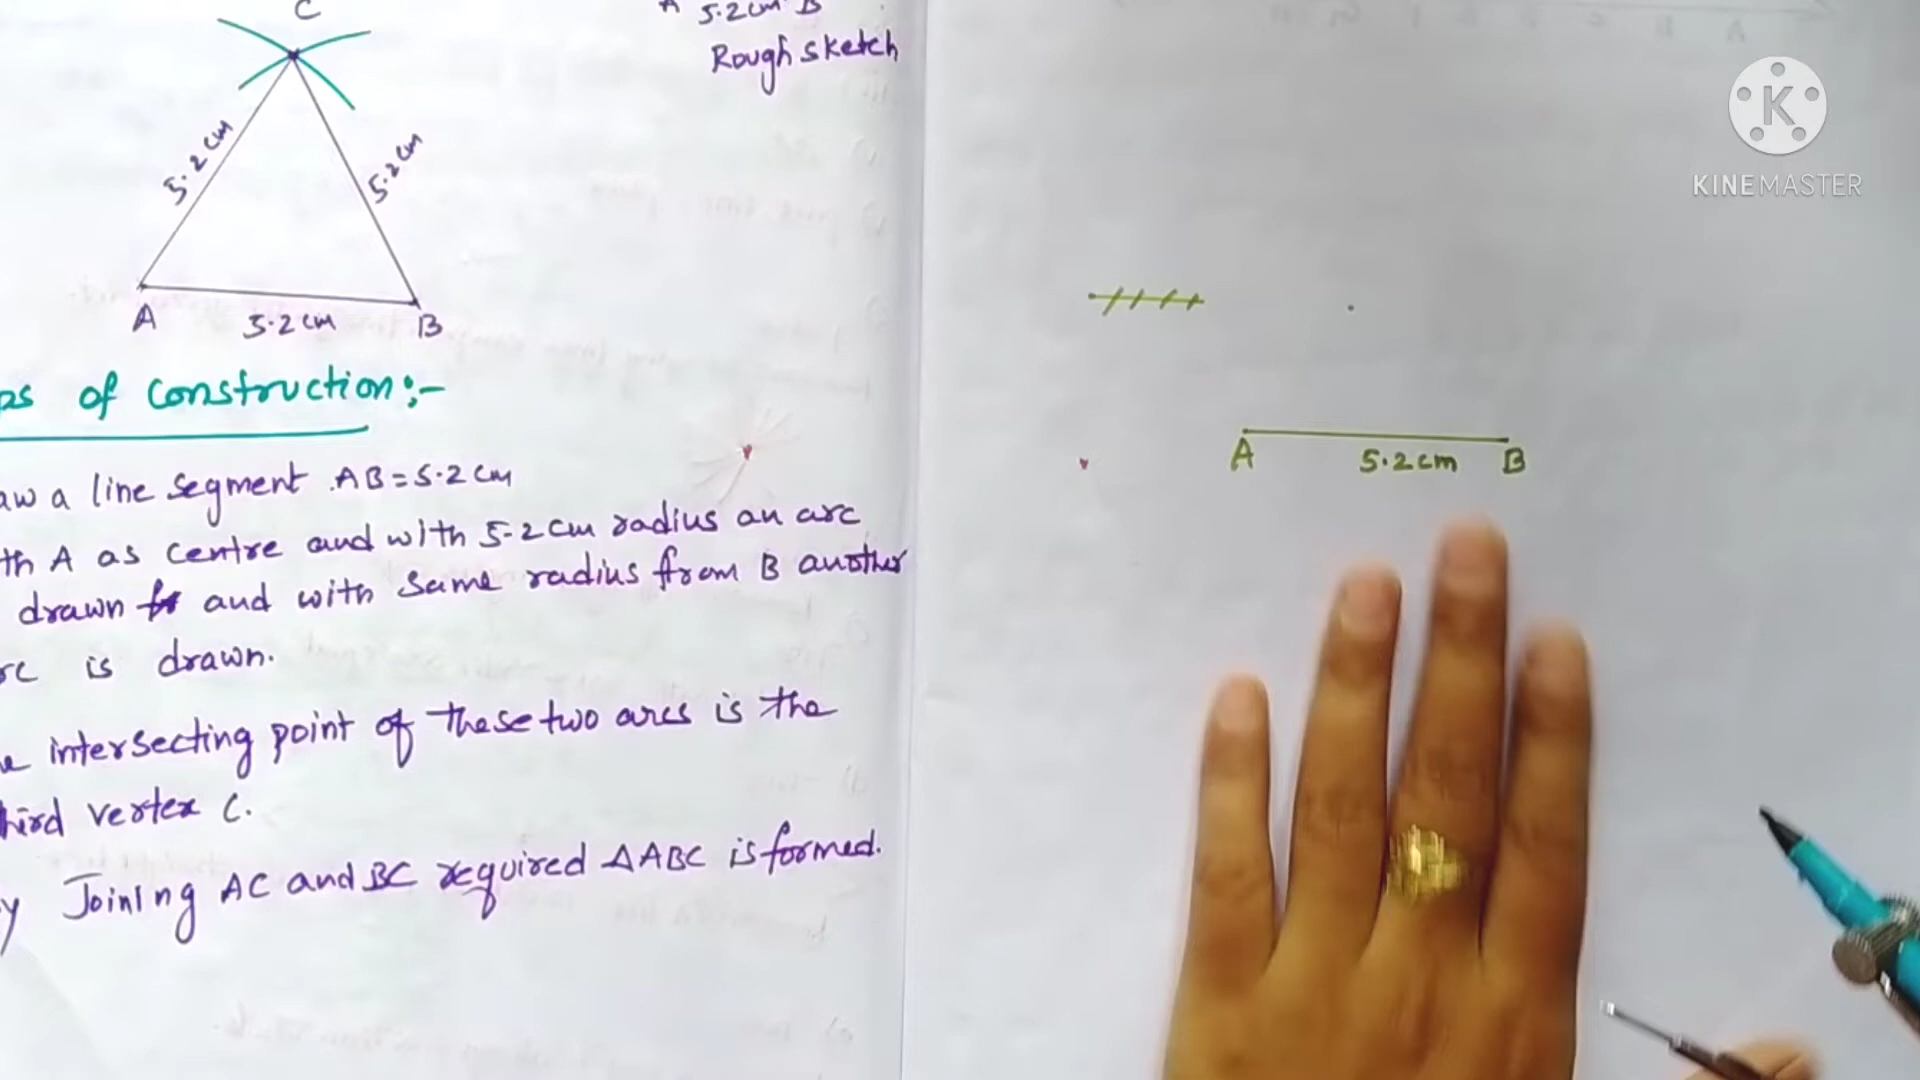 C
5.2cm B
Rough sketch
5.2cm
5.2cm
A
5.2cm
B
of construction:-
a line segment AB=5.2cm
A as centre and with 5.2cm radius an arc
drawn and with same radius from B another
is drawn.
intersecting point of these two arcs is the
vertex C.
Joining AC and BC required ΔABC is formed.
A
5.2cm
B
K
KINEMASTER